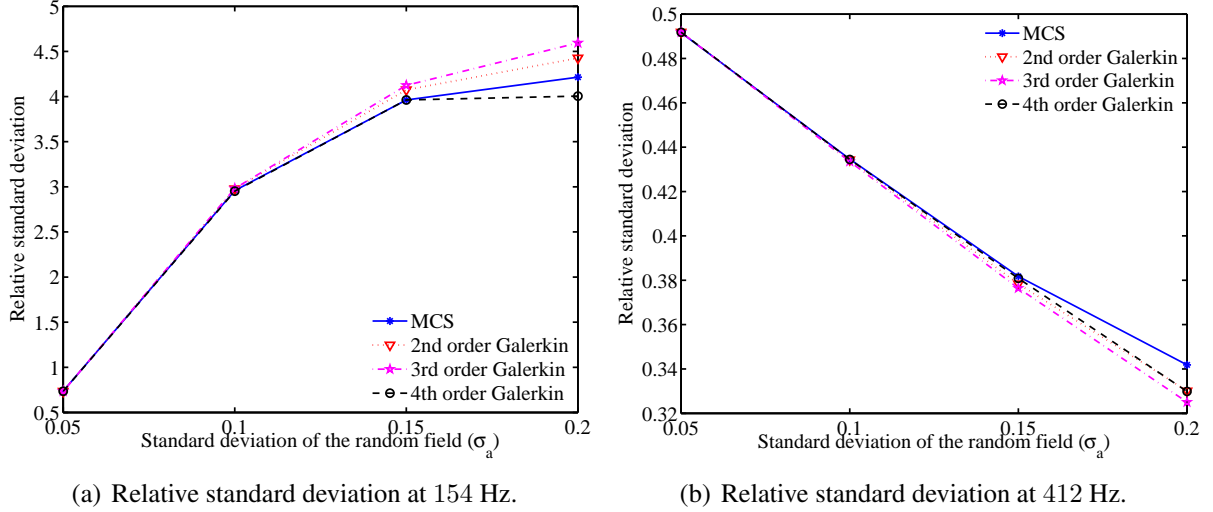 5
4.5
4
3.5
3
2.5
2
1.5
1
0.5
0.05
0.1
0.15
0.2
Relative standard deviation
Standard deviation of the random field (σ_a)
MCS
2nd order Galerkin
3rd order Galerkin
4th order Galerkin
(a) Relative standard deviation at 154 Hz.
0.5
0.48
0.46
0.44
0.42
0.4
0.38
0.36
0.34
0.32
0.05
0.1
0.15
0.2
Relative standard deviation
Standard deviation of the random field (σ_a)
MCS
2nd order Galerkin
3rd order Galerkin
4th order Galerkin
(b) Relative standard deviation at 412 Hz.